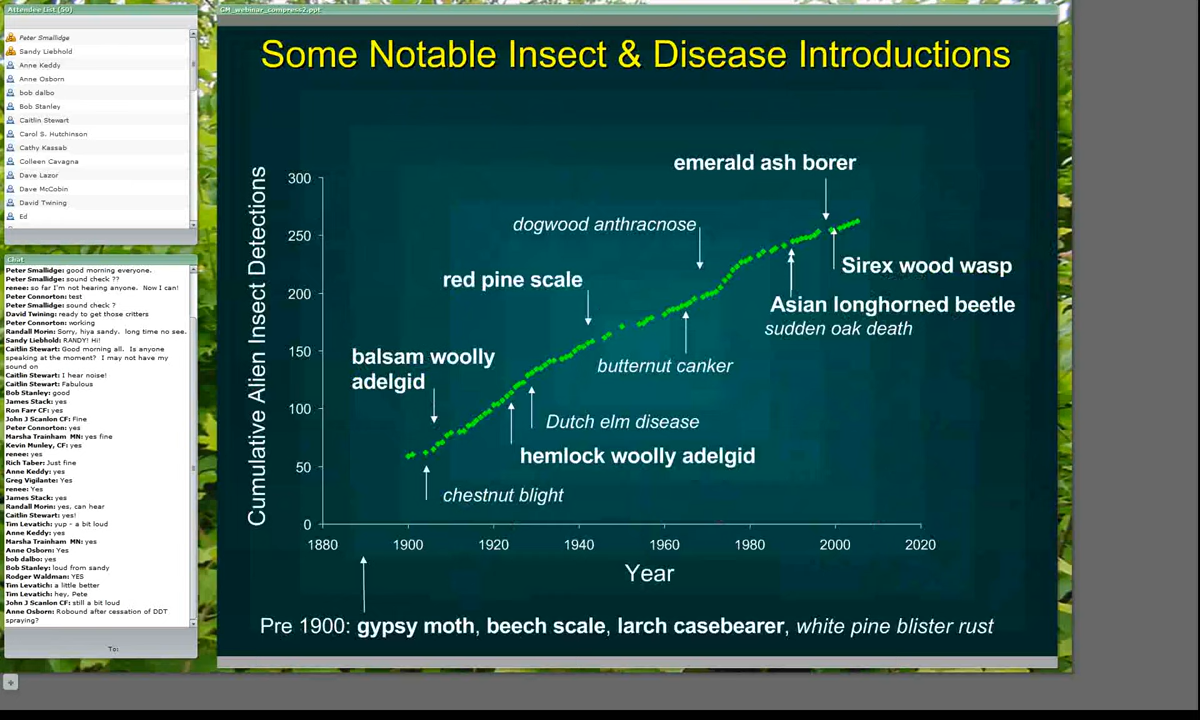 Attendee List (50)
Peter Smallidge
Sandy Liebhold
Anne Keddy
Anne Osborn
bob dalbo
Bob Stanley
Caitlin Stewart
Carol S. Hutchinson
Cathy Kassab
Colleen Cavagna
Dave Lazor
Dave McCobin
David Twining
Ed
Chat
Peter Smallidge: good morning everyone.
Peter Smallidge: sound check ??
renee: so far I'm not hearing anyone. Now I can!
Peter Connorton: test
Peter Smallidge: sound check ?
David Twining: ready to get those critters
Peter Connorton: working
Randall Morin: Sorry, hiya sandy. long time no see.
Sandy Liebhold: RANDY! Hi!
Caitlin Stewart: Good morning all. Is anyone
speaking at the moment? I may not have my
sound on
Caitlin Stewart: I hear noise!
Caitlin Stewart: Fabulous
Bob Stanley: good
James Stack: yes
Ron Farr CF: yes
John J Scanlon CF: Fine
Peter Connorton: yes
Marsha Trainham MN: yes fine
Kevin Munley, CF: yes
renee: yes
Rich Taber: Just fine
Anne Keddy: yes
Greg Vigilante: Yes
renee: Yes
James Stack: yes
Randall Morin: yes, can hear
Caitlin Stewart: yes!
Tim Levatich: yup - a bit loud
Anne Keddy: yes
Marsha Trainham MN: yes
Anne Osborn: Yes
bob dalbo: yes
Bob Stanley: loud from sandy
Rodger Waldman: YES
Tim Levatich: a little better
Tim Levatich: hey, Pete
John J Scanlon CF: still a bit loud
Anne Osborn: Robound after cessation of DDT
spraying?
To:
GM_webinar_compress2.ppt
Some Notable Insect & Disease Introductions
Cumulative Alien Insect Detections
300
250
200
150
100
50
0
emerald ash borer
dogwood anthracnose
red pine scale
Sirex wood wasp
Asian longhorned beetle
sudden oak death
balsam woolly
adelgid
butternut canker
Dutch elm disease
hemlock woolly adelgid
chestnut blight
1880 1900 1920 1940 1960 1980 2000 2020
Year
Pre 1900: gypsy moth, beech scale, larch casebearer, white pine blister rust